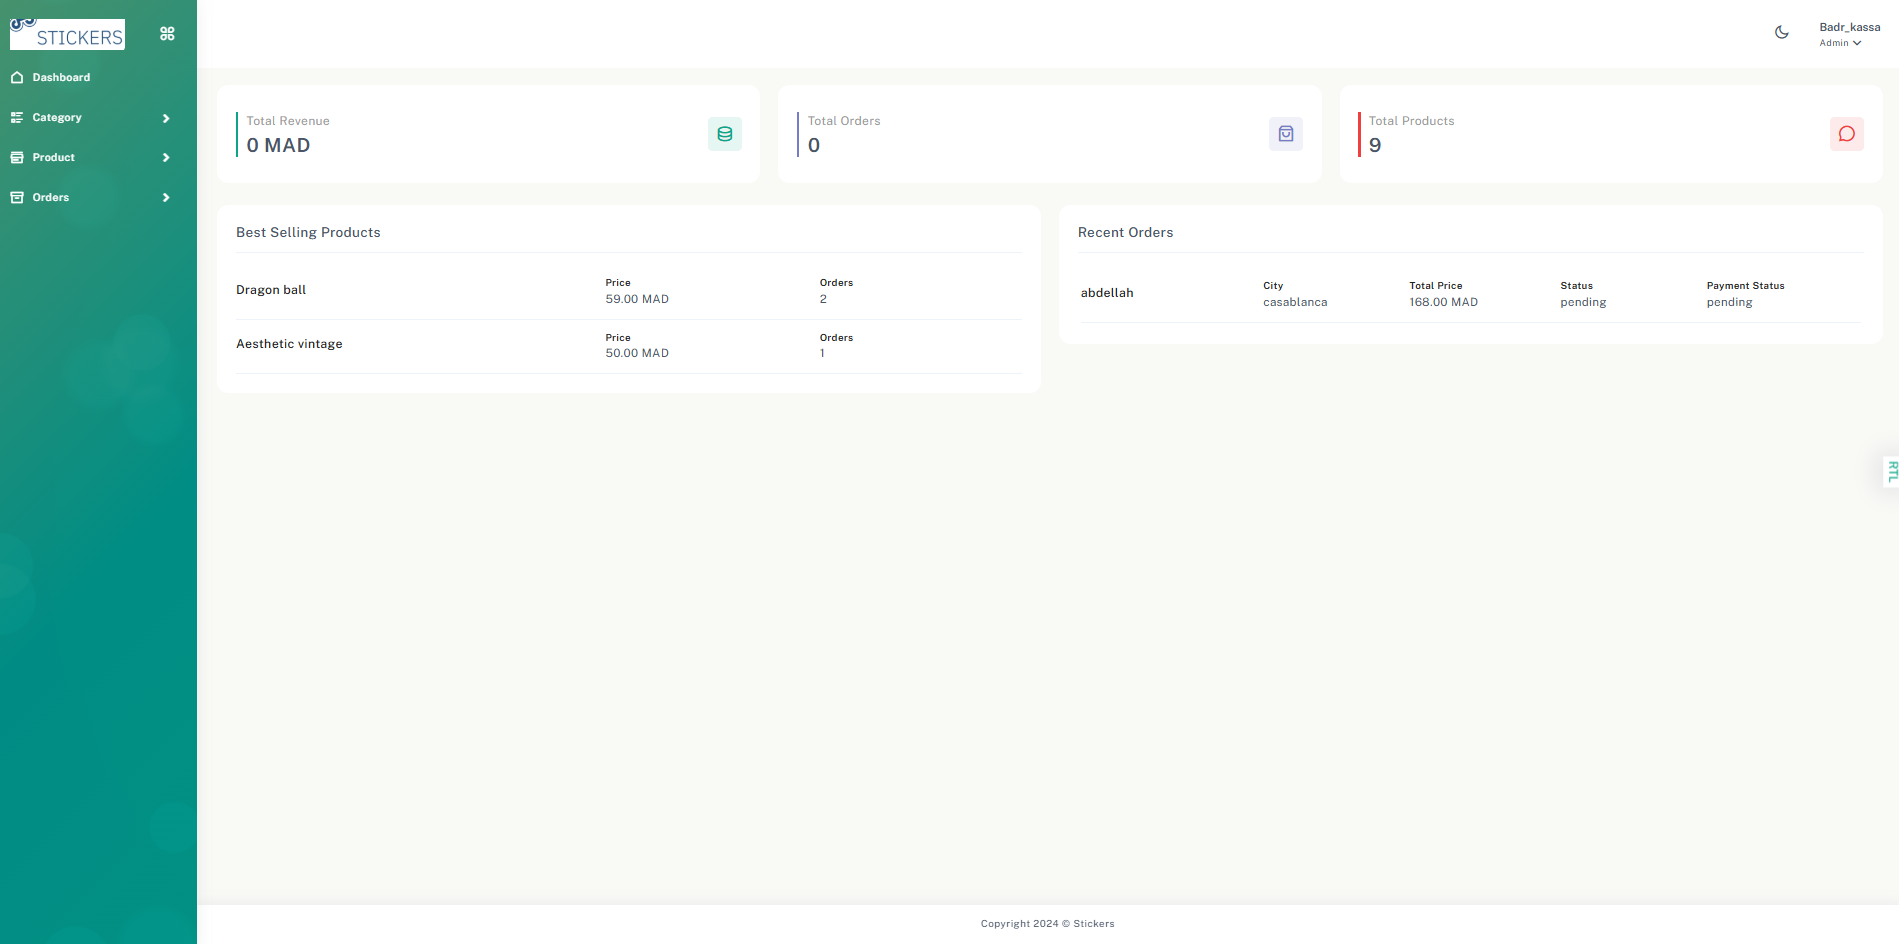 STICKERS
Dashboard
Category
Product
Orders
Badr_kassa
Admin
Total Revenue
0 MAD
Total Orders
0
Total Products
9
Best Selling Products
Dragon ball
Price
59.00 MAD
Orders
2
Aesthetic vintage
Price
50.00 MAD
Orders
1
Recent Orders
abdellah
City
casablanca
Total Price
168.00 MAD
Status
pending
Payment Status
pending
RTL
Copyright 2024 © Stickers